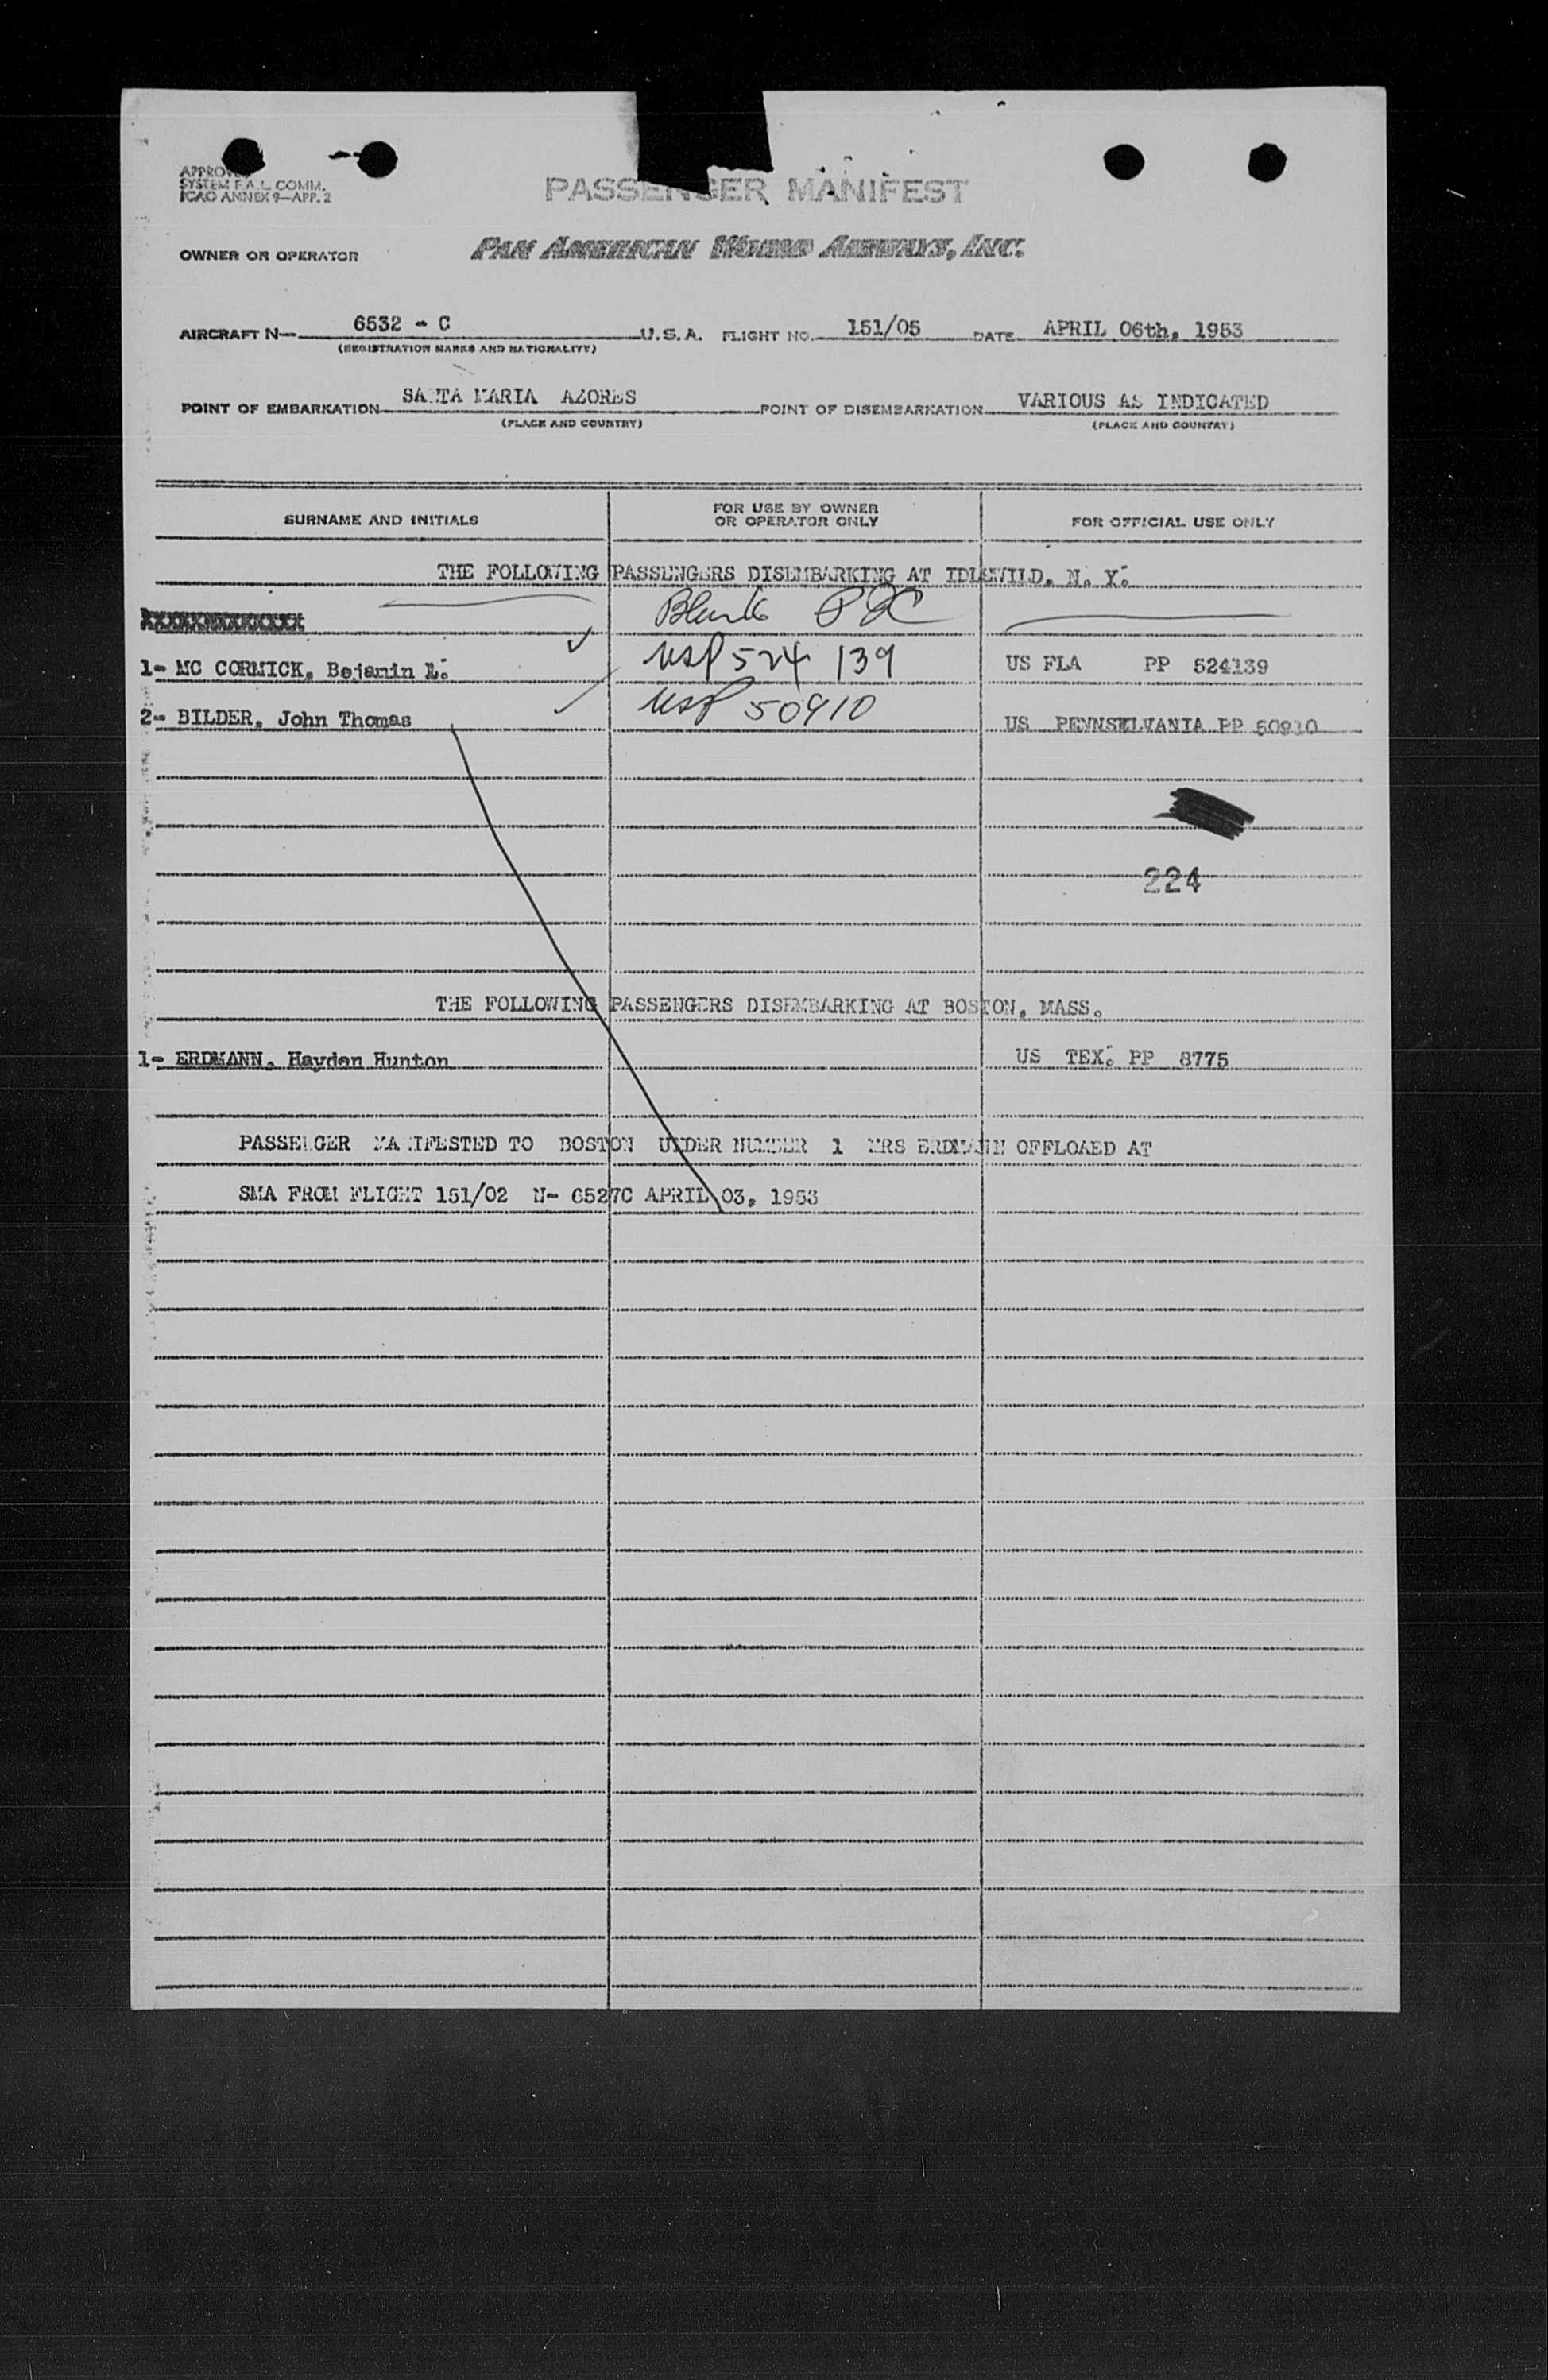 SYSTEM F.A.L. COMM.
ICAO ANNEX 9—APP. 2
PASSENGER MANIFEST
OWNER OR OPERATOR
PAN AMERICAN WORLD AIRWAYS, INC.
AIRCRAFT N— 6532 - C U.S.A. FLIGHT NO. 151/05 DATE APRIL 06th, 1953
(REGISTRATION MARKS AND NATIONALITY)
POINT OF EMBARKATION SANTA MARIA AZORES POINT OF DISEMBARKATION VARIOUS AS INDICATED
(PLACE AND COUNTRY) (PLACE AND COUNTRY)
SURNAME AND INITIALS FOR USE BY OWNER OR OPERATOR ONLY FOR OFFICIAL USE ONLY
THE FOLLOWING PASSENGERS DISEMBARKING AT IDLEWILD. N. Y.
1- MC CORMICK, Bejamin L. USP 524 139 US FLA PP 524139
2- BILDER, John Thomas USP 50910 US PENNSYLVANIA PP 50910
224
THE FOLLOWING PASSENGERS DISEMBARKING AT BOSTON, MASS.
1- ERDMANN, Hayden Hunton US TEX. PP 8775
PASSENGER MANIFESTED TO BOSTON UNDER NUMBER 1 MRS ERDMANN OFFLOAED AT
SMA FROM FLIGHT 151/02 N- 6527C APRIL 03, 1953